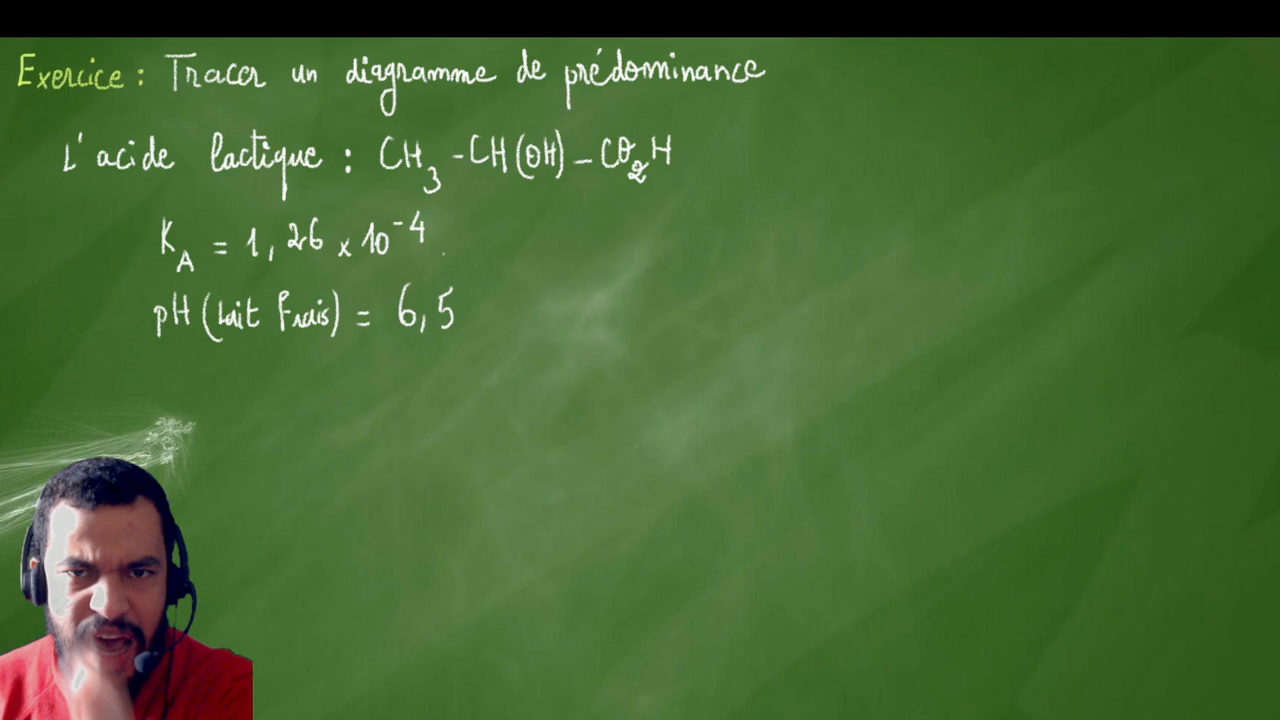 Exercice : Tracer un diagramme de prédominance
L'acide lactique : CH₃ - CH(OH) - CO₂H
K_A = 1,26 × 10⁻⁴.
pH (lait frais) = 6,5